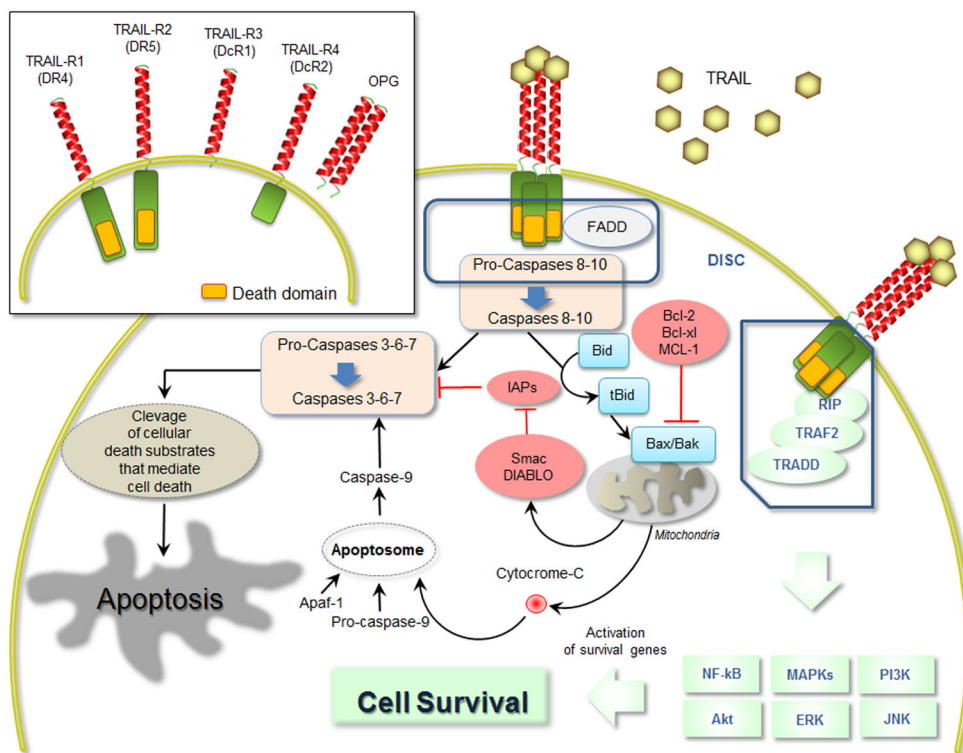 TRAIL-R1
(DR4)
TRAIL-R2
(DR5)
TRAIL-R3
(DcR1)
TRAIL-R4
(DcR2)
OPG
Death domain
TRAIL
FADD
DISC
Pro-Caspases 8-10
Caspases 8-10
Pro-Caspases 3-6-7
Caspases 3-6-7
Bid
tBid
Bcl-2
Bcl-xl
MCL-1
IAPs
Bax/Bak
Smac
DIABLO
Mitochondria
RIP
TRAF2
TRADD
Clevage
of cellular
death substrates
that mediate
cell death
Caspase-9
Apoptosome
Apaf-1
Pro-caspase-9
Cytocrome-C
Apoptosis
Activation
of survival genes
Cell Survival
NF-kB
MAPKs
PI3K
Akt
ERK
JNK